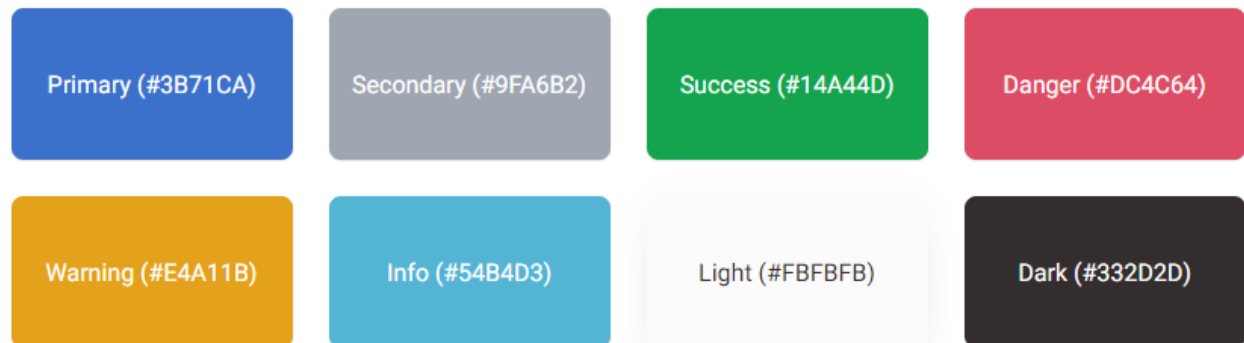 Primary (#3B71CA)
Secondary (#9FA6B2)
Success (#14A44D)
Danger (#DC4C64)
Warning (#E4A11B)
Info (#54B4D3)
Light (#FBFBFB)
Dark (#332D2D)